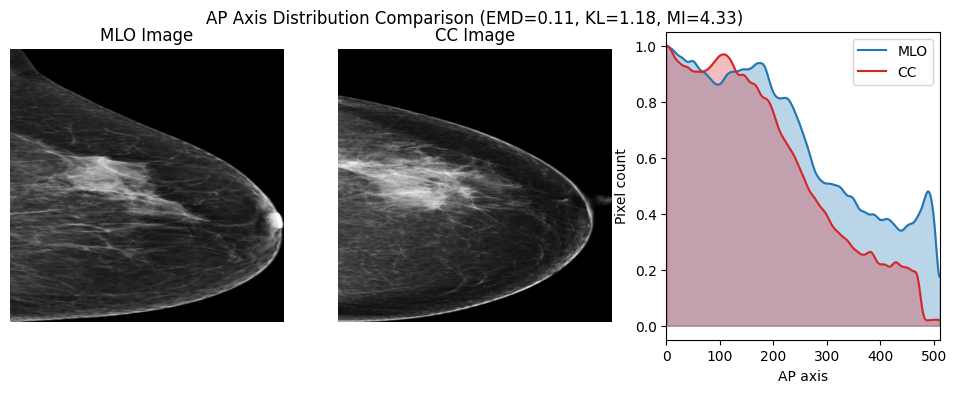 AP Axis Distribution Comparison (EMD=0.11, KL=1.18, MI=4.33)
MLO Image
CC Image
MLO
CC
Pixel count
1.0
0.8
0.6
0.4
0.2
0.0
0 100 200 300 400 500
AP axis